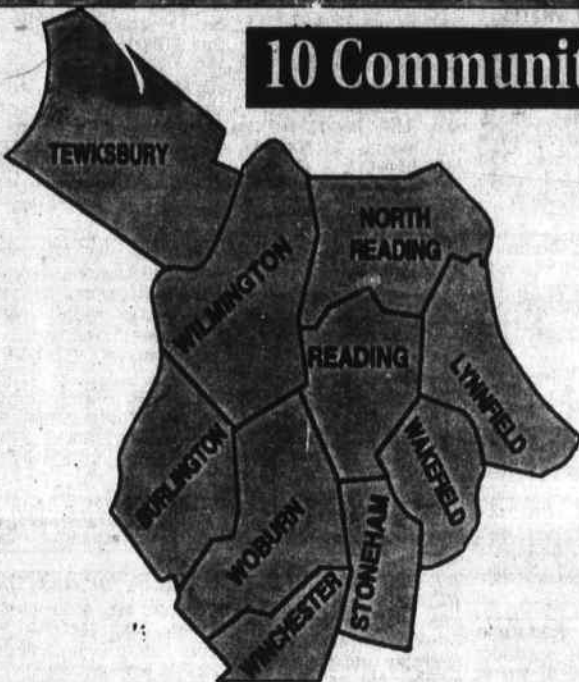 10 Communit
TEWKSBURY
WILMINGTON
NORTH
READING
READING
LYNNFIELD
BURLINGTON
WAKEFIELD
WOBURN
STONEHAM
WINCHESTER